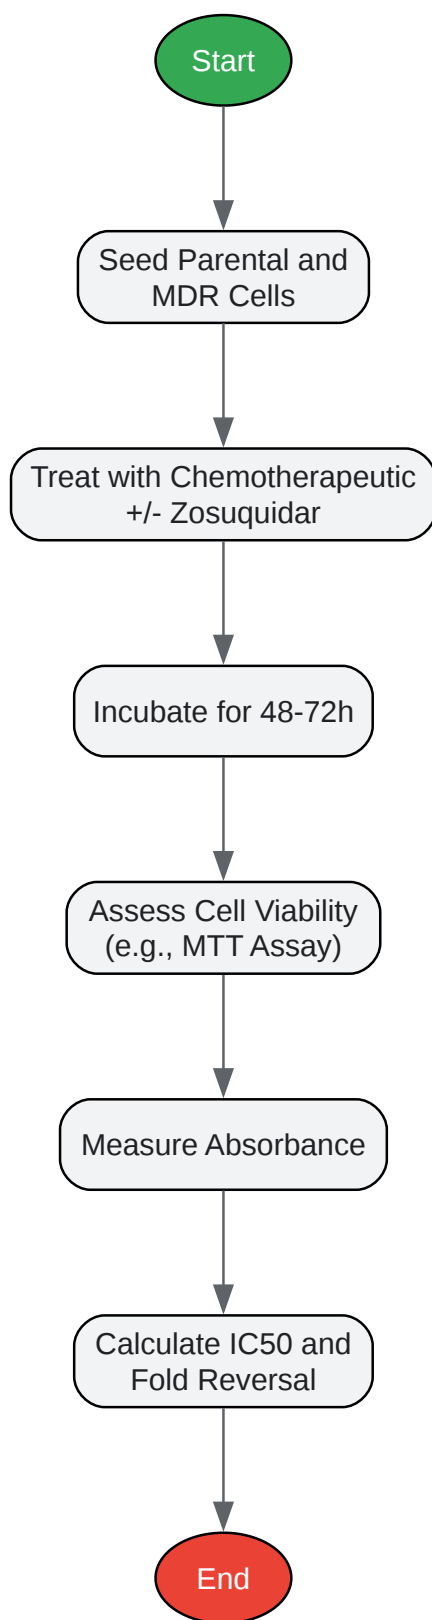 Start
Seed Parental and
MDR Cells
Treat with Chemotherapeutic
+/- Zosuquidar
Incubate for 48-72h
Assess Cell Viability
(e.g., MTT Assay)
Measure Absorbance
Calculate IC50 and
Fold Reversal
End